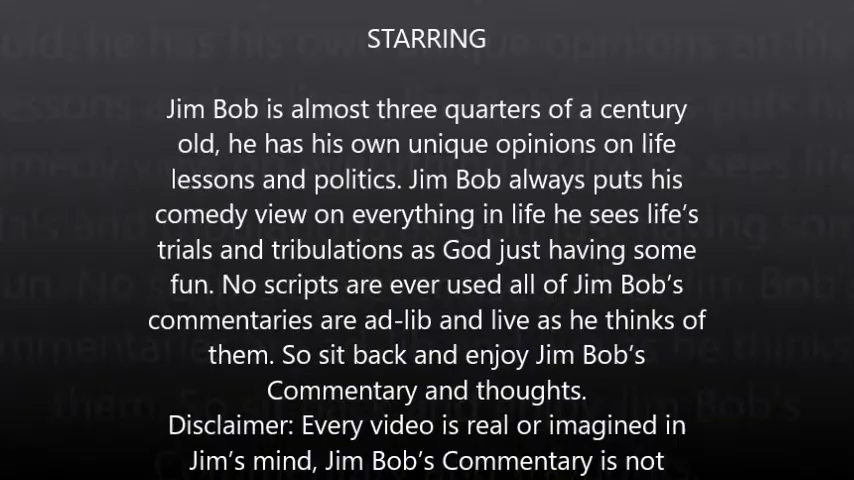 STARRING
Jim Bob is almost three quarters of a century
old, he has his own unique opinions on life
lessons and politics. Jim Bob always puts his
comedy view on everything in life he sees life’s
trials and tribulations as God just having some
fun. No scripts are ever used all of Jim Bob’s
commentaries are ad-lib and live as he thinks of
them. So sit back and enjoy Jim Bob’s
Commentary and thoughts.
Disclaimer: Every video is real or imagined in
Jim’s mind, Jim Bob’s Commentary is not